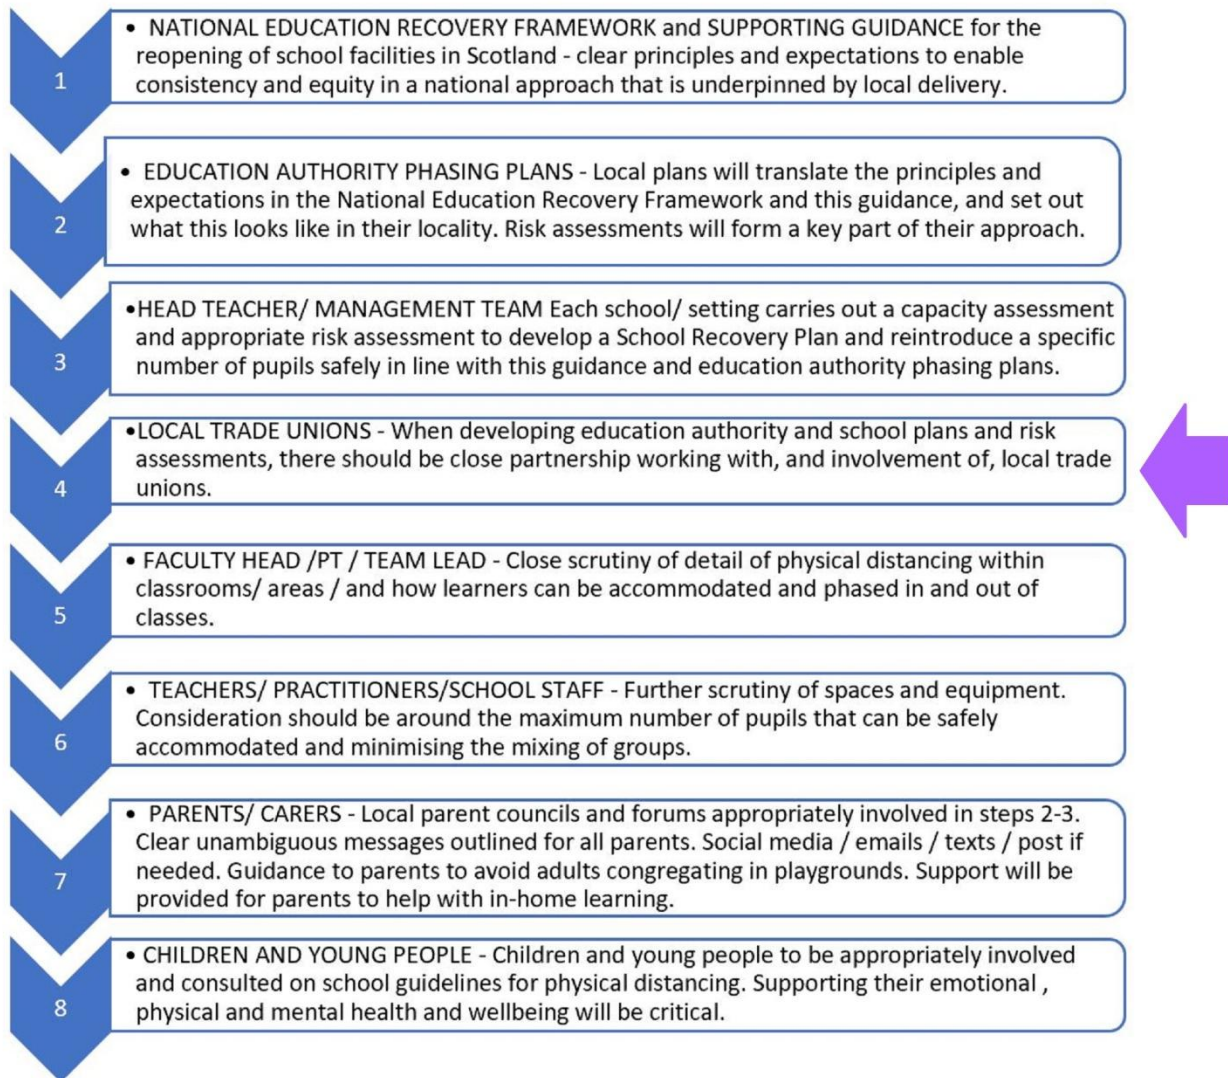 1
• NATIONAL EDUCATION RECOVERY FRAMEWORK and SUPPORTING GUIDANCE for the
reopening of school facilities in Scotland - clear principles and expectations to enable
consistency and equity in a national approach that is underpinned by local delivery.
2
• EDUCATION AUTHORITY PHASING PLANS - Local plans will translate the principles and
expectations in the National Education Recovery Framework and this guidance, and set out
what this looks like in their locality. Risk assessments will form a key part of their approach.
3
•HEAD TEACHER/ MANAGEMENT TEAM Each school/ setting carries out a capacity assessment
and appropriate risk assessment to develop a School Recovery Plan and reintroduce a specific
number of pupils safely in line with this guidance and education authority phasing plans.
4
•LOCAL TRADE UNIONS - When developing education authority and school plans and risk
assessments, there should be close partnership working with, and involvement of, local trade
unions.
5
• FACULTY HEAD /PT / TEAM LEAD - Close scrutiny of detail of physical distancing within
classrooms/ areas / and how learners can be accommodated and phased in and out of
classes.
6
• TEACHERS/ PRACTITIONERS/SCHOOL STAFF - Further scrutiny of spaces and equipment.
Consideration should be around the maximum number of pupils that can be safely
accommodated and minimising the mixing of groups.
7
• PARENTS/ CARERS - Local parent councils and forums appropriately involved in steps 2-3.
Clear unambiguous messages outlined for all parents. Social media / emails / texts / post if
needed. Guidance to parents to avoid adults congregating in playgrounds. Support will be
provided for parents to help with in-home learning.
8
• CHILDREN AND YOUNG PEOPLE - Children and young people to be appropriately involved
and consulted on school guidelines for physical distancing. Supporting their emotional ,
physical and mental health and wellbeing will be critical.